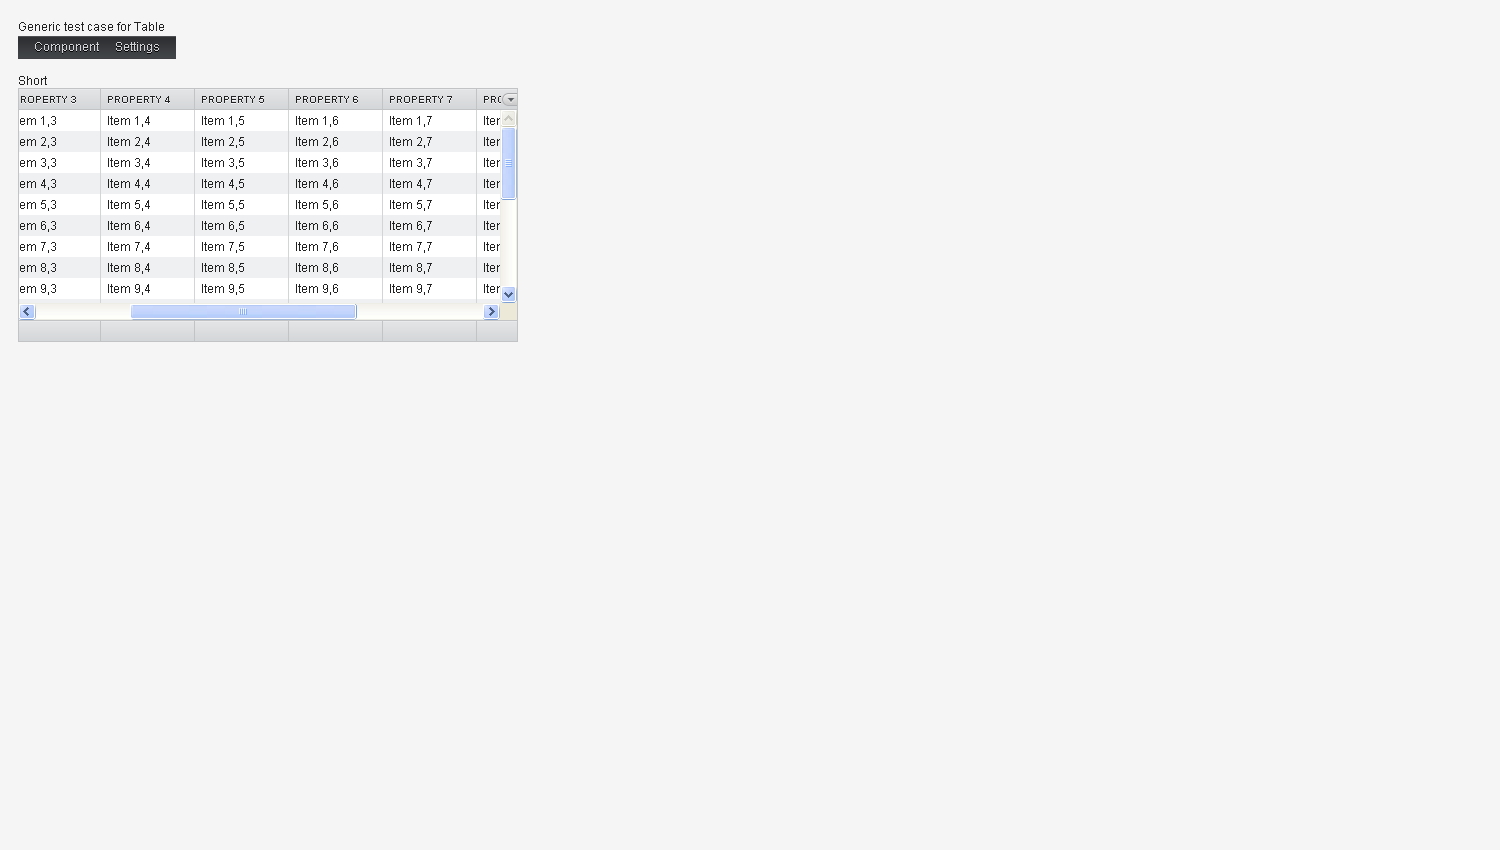 Generic test case for Table
Component Settings
Short
ROPERTY 3 PROPERTY 4 PROPERTY 5 PROPERTY 6 PROPERTY 7 PRO
em 1,3 Item 1,4 Item 1,5 Item 1,6 Item 1,7 Iter
em 2,3 Item 2,4 Item 2,5 Item 2,6 Item 2,7 Iter
em 3,3 Item 3,4 Item 3,5 Item 3,6 Item 3,7 Iter
em 4,3 Item 4,4 Item 4,5 Item 4,6 Item 4,7 Iter
em 5,3 Item 5,4 Item 5,5 Item 5,6 Item 5,7 Iter
em 6,3 Item 6,4 Item 6,5 Item 6,6 Item 6,7 Iter
em 7,3 Item 7,4 Item 7,5 Item 7,6 Item 7,7 Iter
em 8,3 Item 8,4 Item 8,5 Item 8,6 Item 8,7 Iter
em 9,3 Item 9,4 Item 9,5 Item 9,6 Item 9,7 Iter